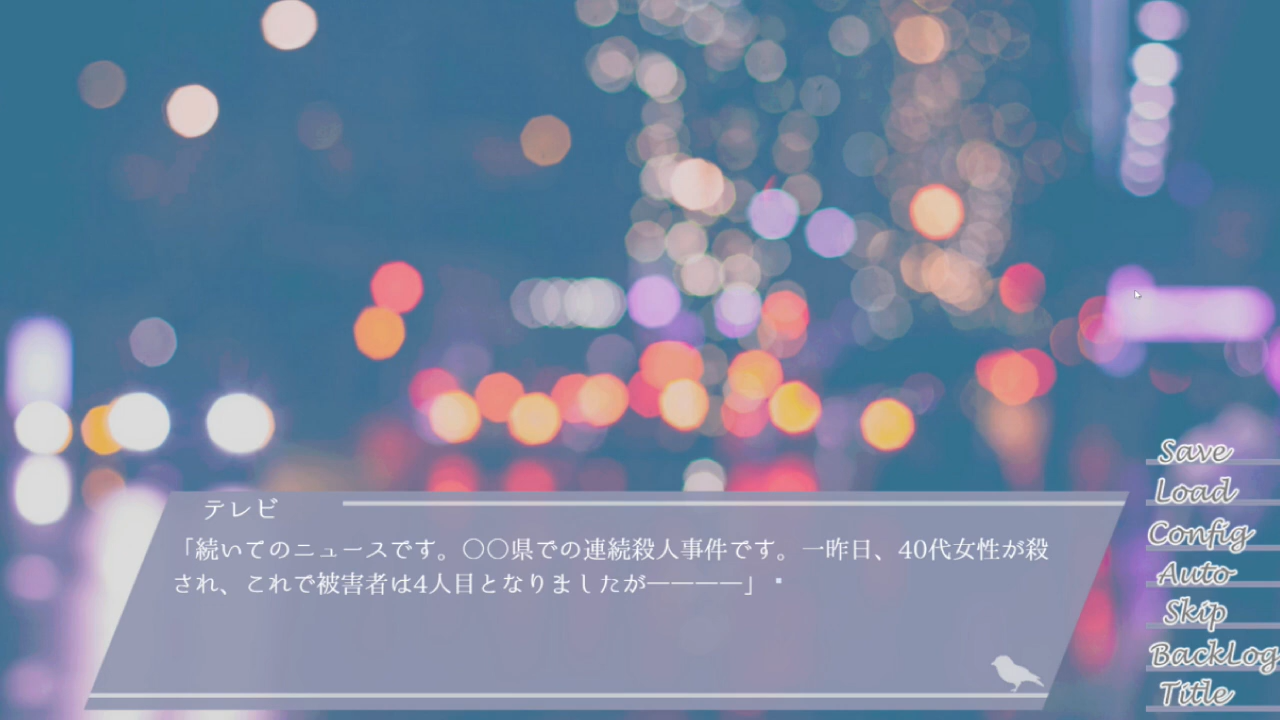 テレビ
「続いてのニュースです。〇〇県での連続殺人事件です。一昨日、40代女性が殺
され、これで被害者は4人目となりましたが――――」
Save
Load
Config
Auto
Skip
BackLog
Title